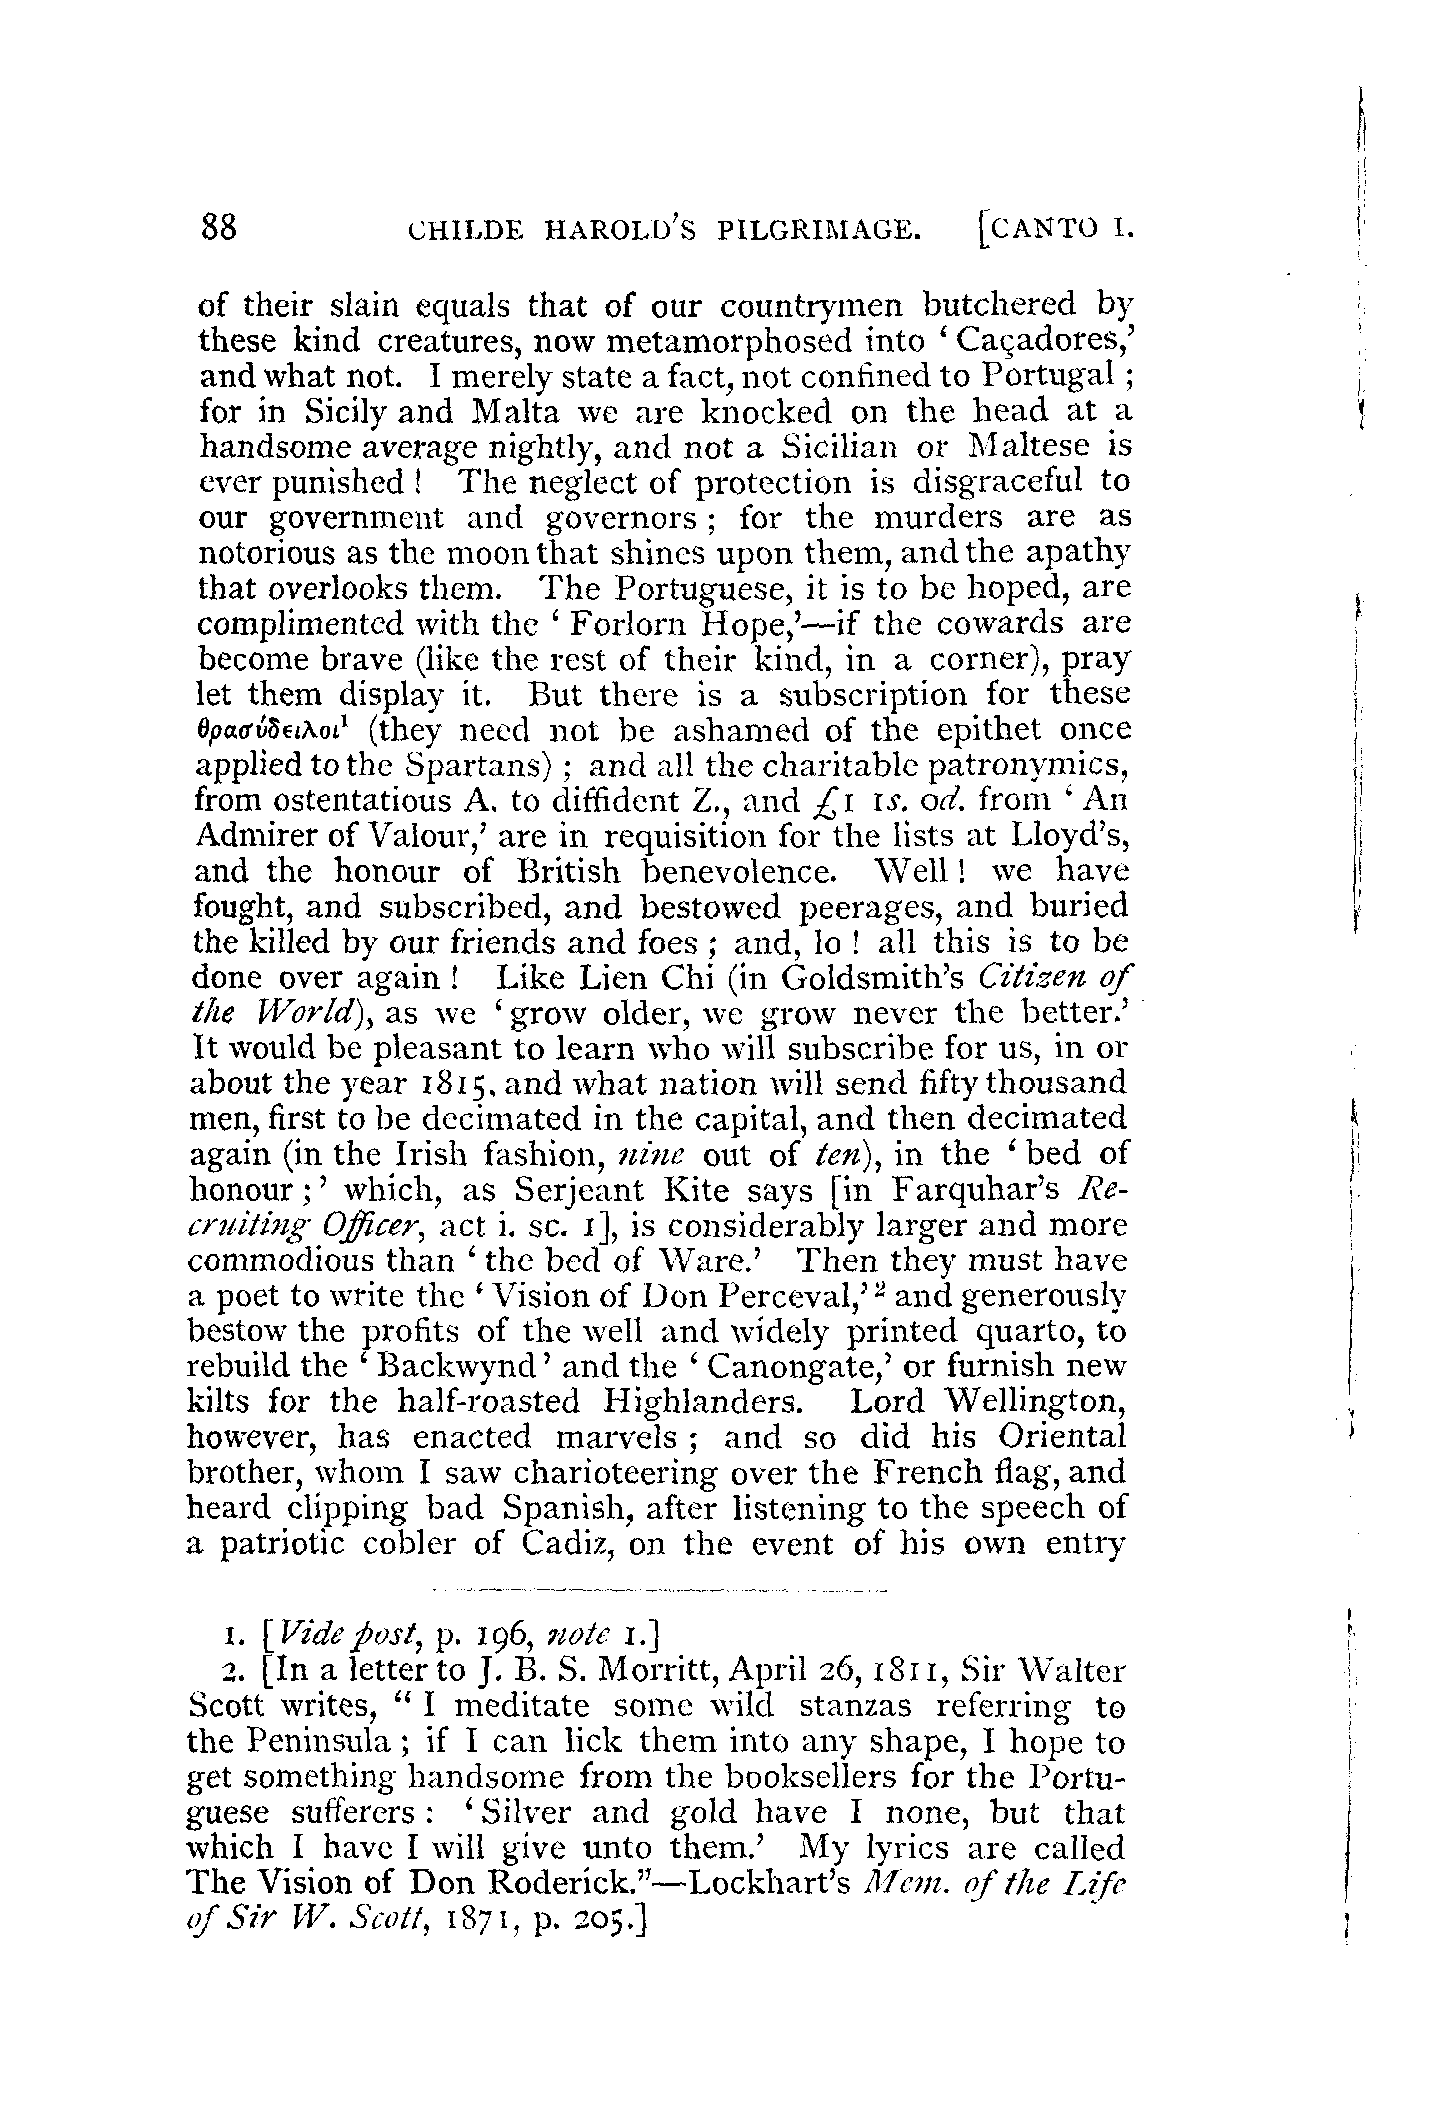 88 CHILDE HAROLD'S PILGRIMAGE. [CANTO I.
of their slain equals that of our countrymen butchered by
these kind creatures, now metamorphosed into ‘Caçadores,’
and what not. I merely state a fact, not confined to Portugal ;
for in Sicily and Malta we are knocked on the head at a
handsome average nightly, and not a Sicilian or Maltese is
ever punished ! The neglect of protection is disgraceful to
our government and governors ; for the murders are as
notorious as the moon that shines upon them, and the apathy
that overlooks them. The Portuguese, it is to be hoped, are
complimented with the ‘Forlorn Hope,’—if the cowards are
become brave (like the rest of their kind, in a corner), pray
let them display it. But there is a subscription for these
θρασύδειλοι¹ (they need not be ashamed of the epithet once
applied to the Spartans) ; and all the charitable patronymics,
from ostentatious A. to diffident Z., and £1 1s. 0d. from ‘An
Admirer of Valour,’ are in requisition for the lists at Lloyd's,
and the honour of British benevolence. Well ! we have
fought, and subscribed, and bestowed peerages, and buried
the killed by our friends and foes ; and, lo ! all this is to be
done over again ! Like Lien Chi (in Goldsmith's Citizen of
the World), as we ‘grow older, we grow never the better.’
It would be pleasant to learn who will subscribe for us, in or
about the year 1815, and what nation will send fifty thousand
men, first to be decimated in the capital, and then decimated
again (in the Irish fashion, nine out of ten), in the ‘bed of
honour ;’ which, as Serjeant Kite says [in Farquhar's Re-
cruiting Officer, act i. sc. 1], is considerably larger and more
commodious than ‘the bed of Ware.’ Then they must have
a poet to write the ‘Vision of Don Perceval,’² and generously
bestow the profits of the well and widely printed quarto, to
rebuild the ‘Backwynd’ and the ‘Canongate,’ or furnish new
kilts for the half-roasted Highlanders. Lord Wellington,
however, has enacted marvels ; and so did his Oriental
brother, whom I saw charioteering over the French flag, and
heard clipping bad Spanish, after listening to the speech of
a patriotic cobler of Cadiz, on the event of his own entry
1. [Vide post, p. 196, note 1.]
2. [In a letter to J. B. S. Morritt, April 26, 1811, Sir Walter
Scott writes, “I meditate some wild stanzas referring to
the Peninsula ; if I can lick them into any shape, I hope to
get something handsome from the booksellers for the Portu-
guese sufferers : ‘Silver and gold have I none, but that
which I have I will give unto them.’ My lyrics are called
The Vision of Don Roderick.”—Lockhart's Mem. of the Life
of Sir W. Scott, 1871, p. 205.]